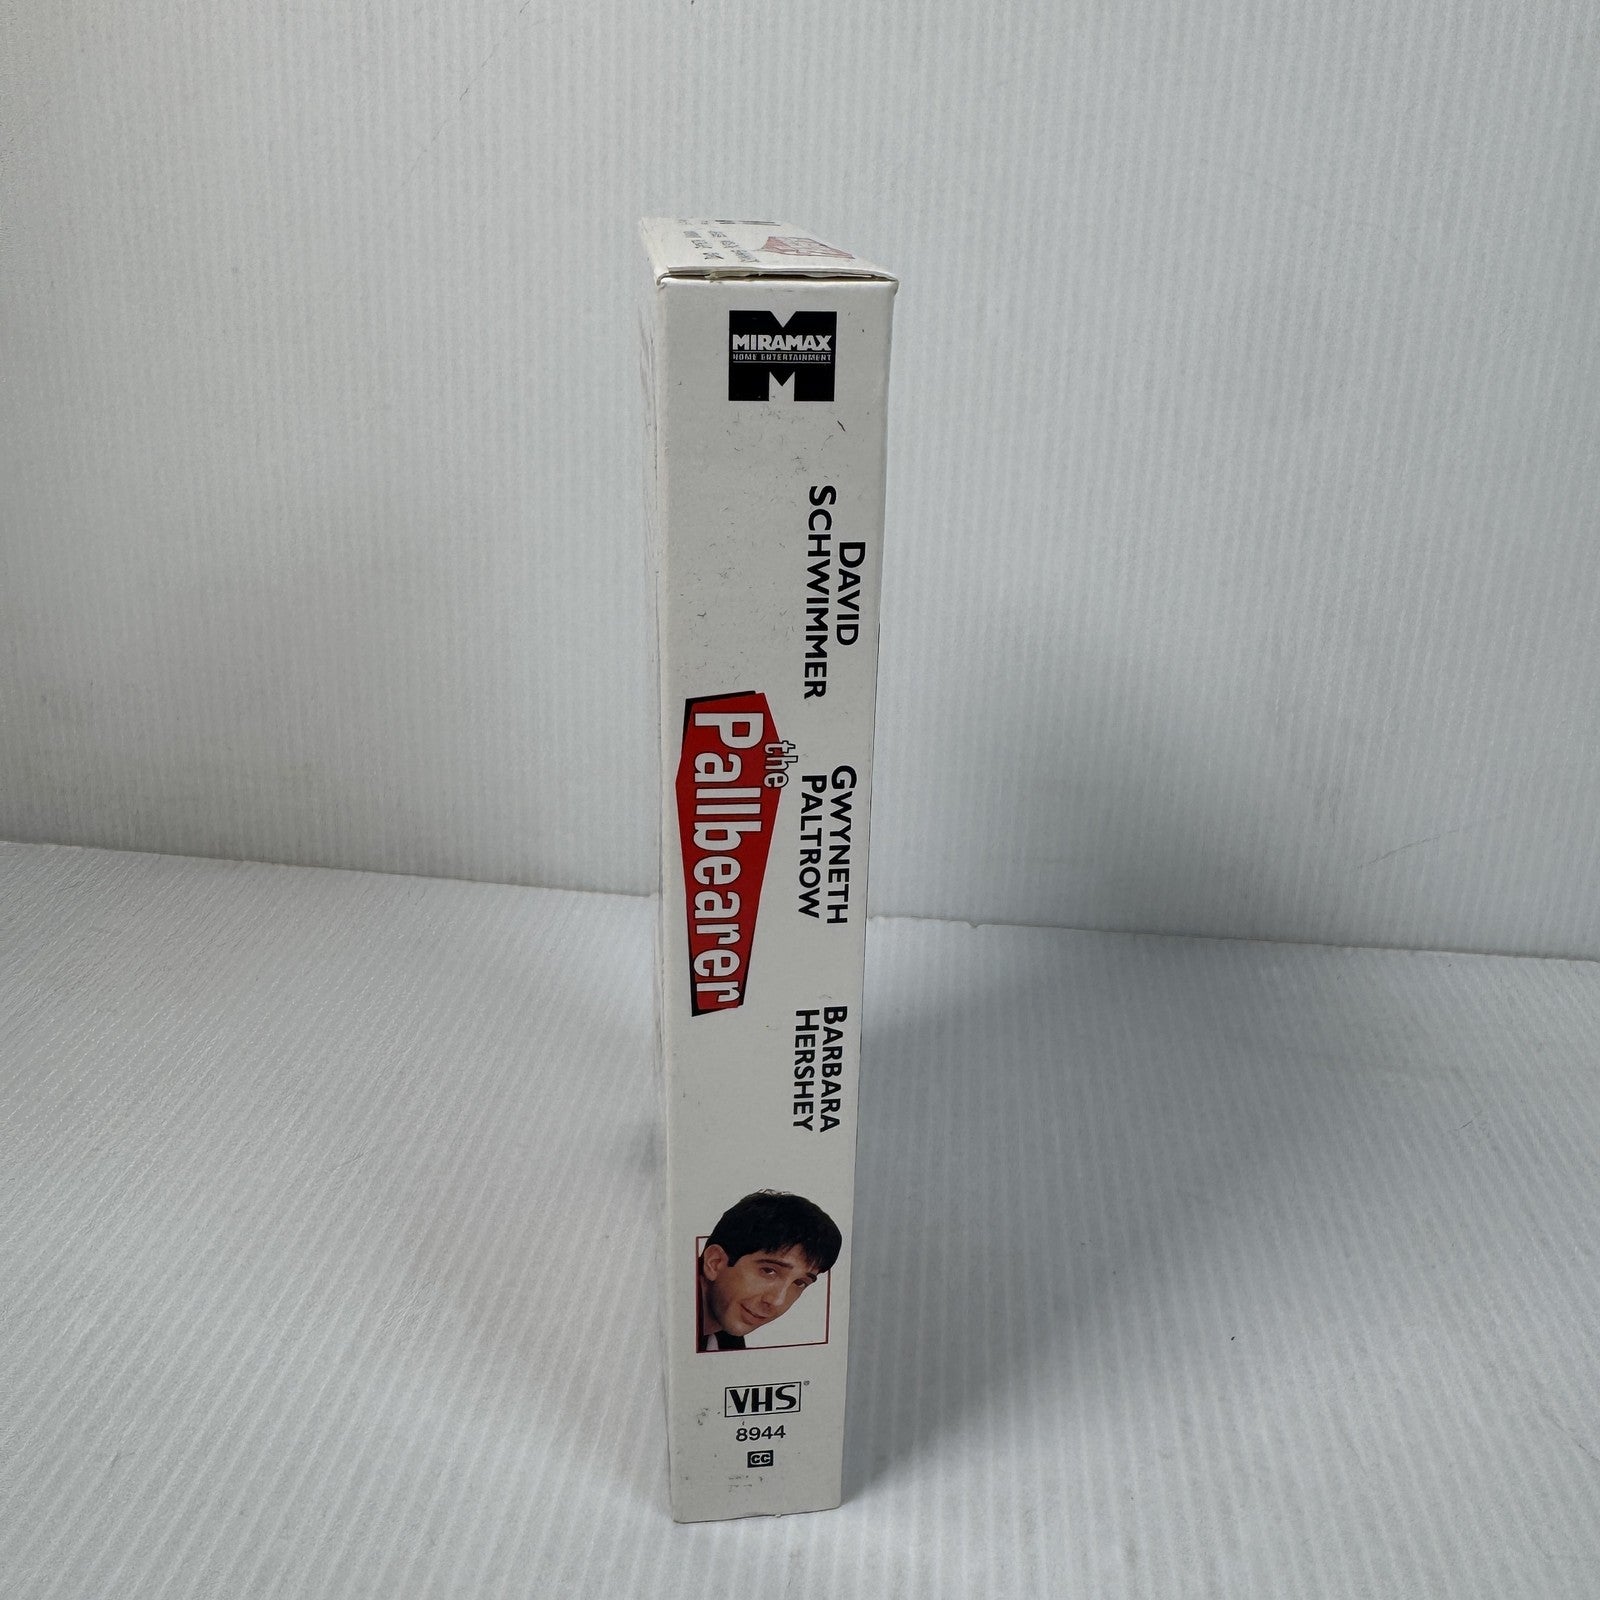 MIRAMAX
HOME ENTERTAINMENT
DAVID
SCHWIMMER
GWYNETH
PALTROW
BARBARA
HERSHEY
the
Pallbearer
VHS®
8944
CC